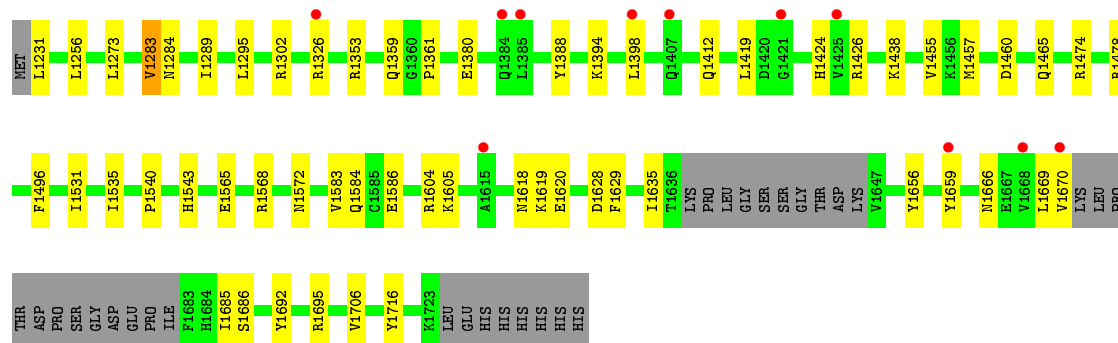 MET L1231 L1256 L1273 V1283 N1284 I1289 L1295 R1302 R1326 R1353 Q1359 G1360 P1361 E1380 Q1384 L1385 Y1388 K1394 L1398 Q1407 Q1412 L1419 D1420 G1421 H1424 V1425 R1426 K1438 V1455 K1456 M1457 D1460 Q1465 R1474
F1496 I1531 I1535 P1540 H1543 E1565 R1568 N1572 V1583 Q1584 C1585 E1586 R1604 K1605 A1615 N1618 K1619 E1620 D1628 F1629 I1635 T1636 LYS PRO LEU GLY SER SER GLY THR ASP LYS V1647 Y1656 Y1659 N1666 E1667 V1668 L1669 V1670 LYS LEU PRO
THR ASP PRO SER GLY ASP GLU PRO ILE F1683 H1684 I1685 S1686 Y1692 R1695 V1706 Y1716 K1723 LEU GLU HIS HIS HIS HIS HIS HIS